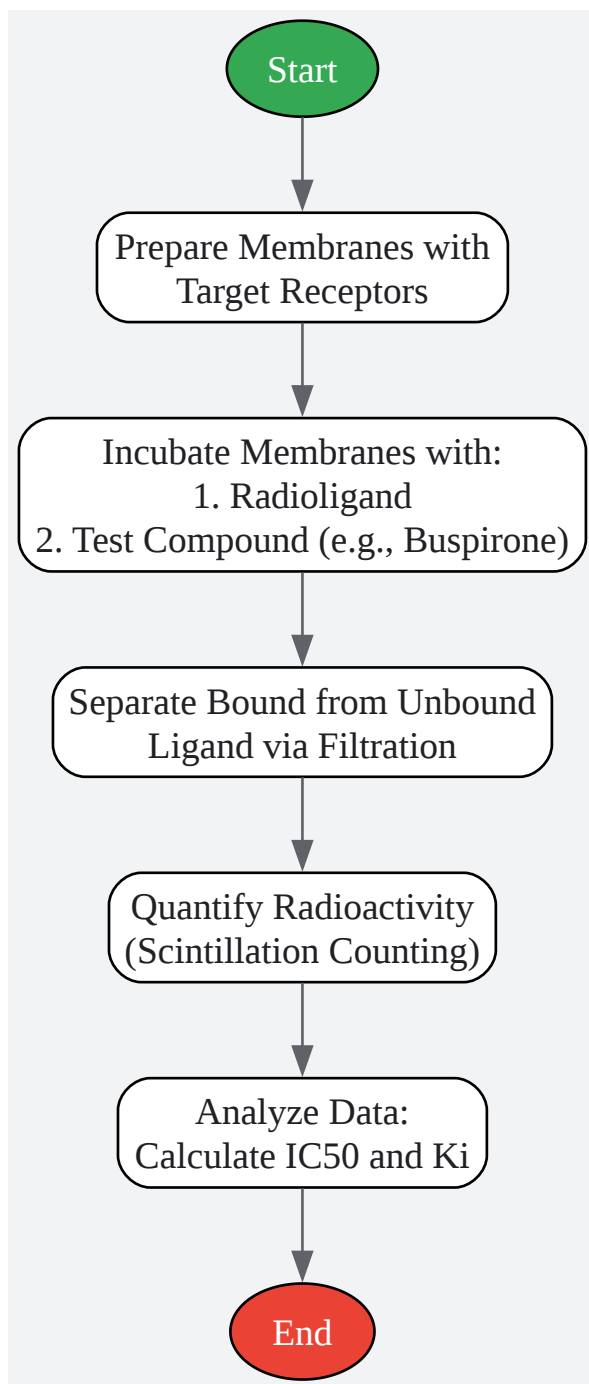 Start
Prepare Membranes with
Target Receptors
Incubate Membranes with:
1. Radioligand
2. Test Compound (e.g., Buspirone)
Separate Bound from Unbound
Ligand via Filtration
Quantify Radioactivity
(Scintillation Counting)
Analyze Data:
Calculate IC50 and Ki
End